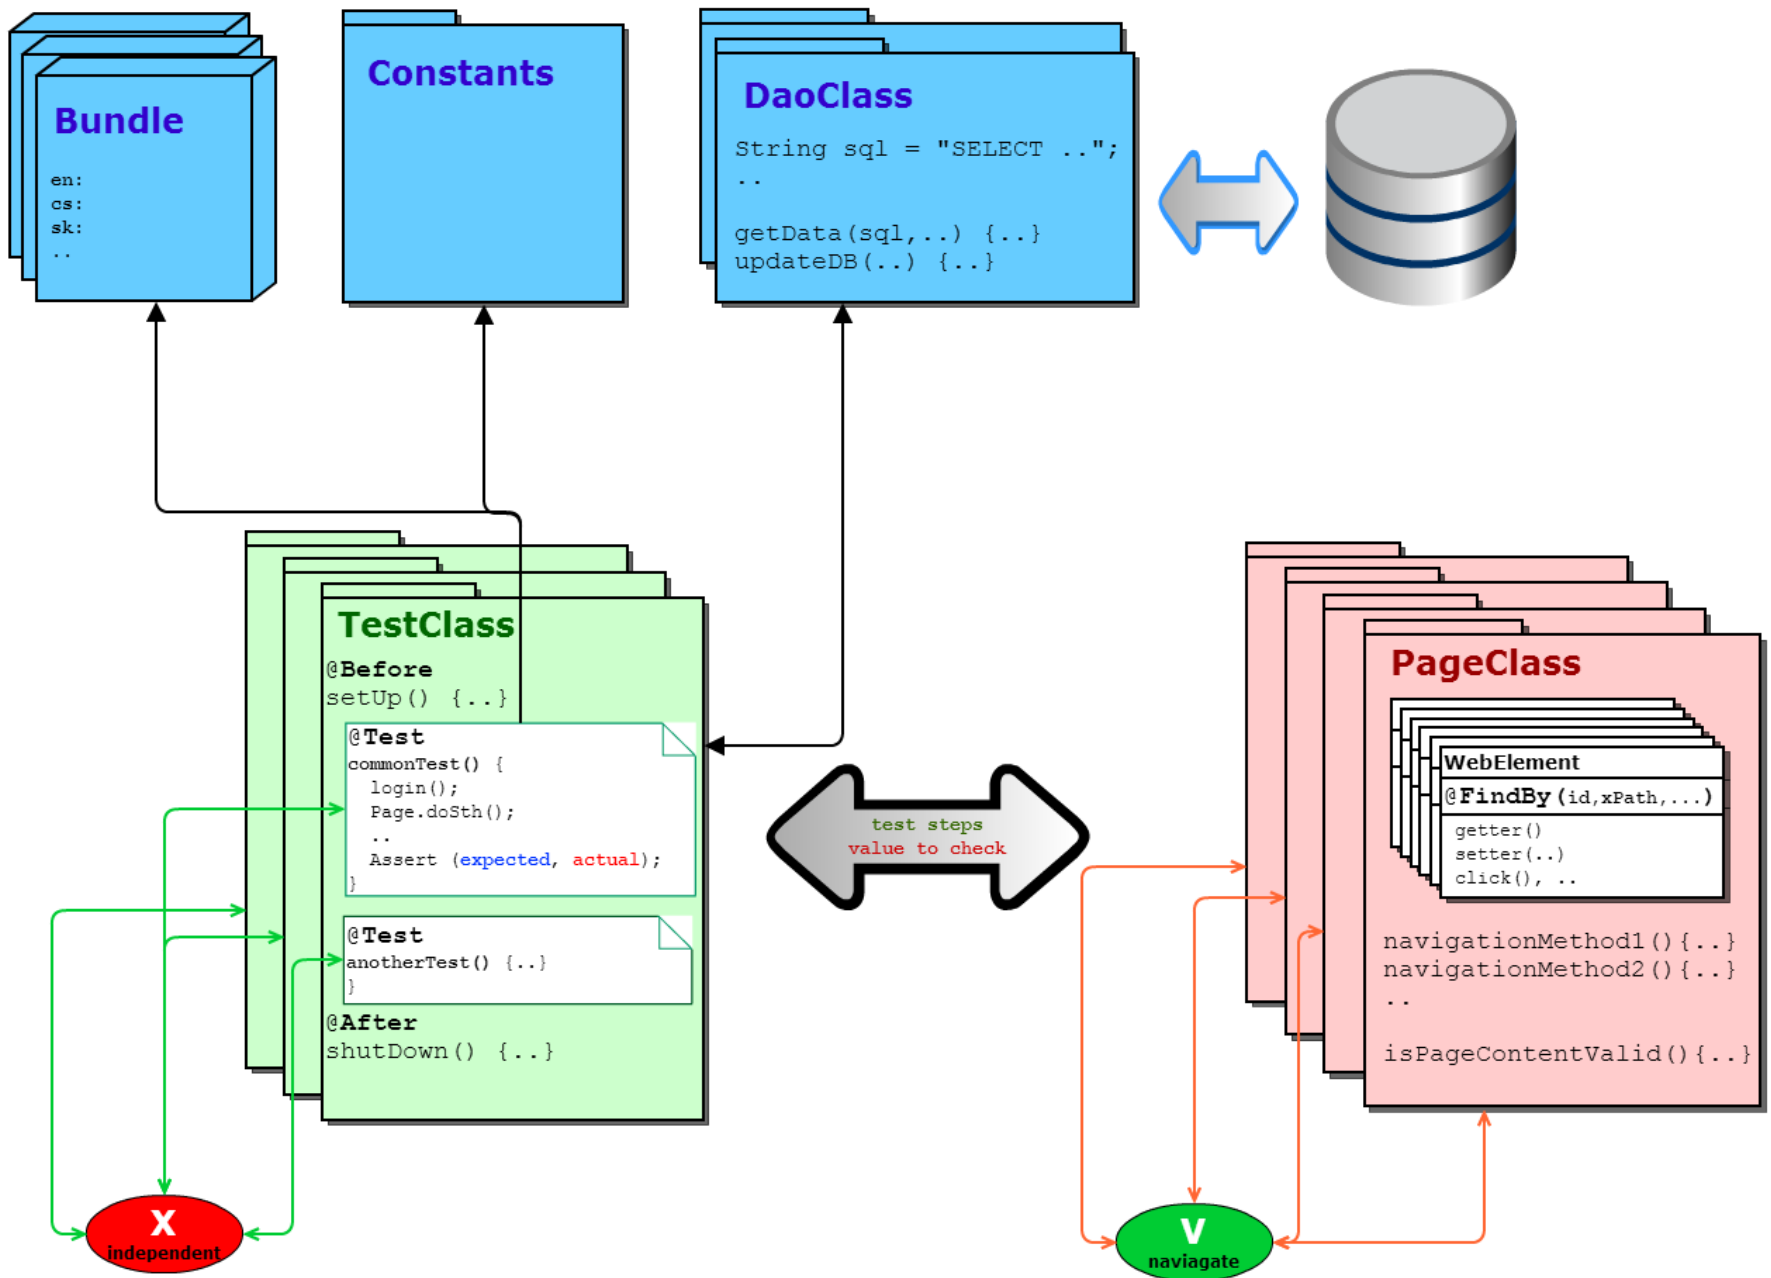 Bundle
en:
cs:
sk:
..
Constants
DaoClass
String sql = "SELECT ..";
..
getData(sql,..) {..}
updateDB(..) {..}
TestClass
@Before
setUp() {..}
@Test
commonTest() {
login();
Page.doSth();
..
Assert (expected, actual);
}
@Test
anotherTest() {..}
}
@After
shutDown() {..}
X
independent
test steps
value to check
PageClass
WebElement
@FindBy(id,xPath,...)
getter()
setter(..)
click(), ..
navigationMethod1(){..}
navigationMethod2(){..}
..
isPageContentValid(){..}
V
naviagate